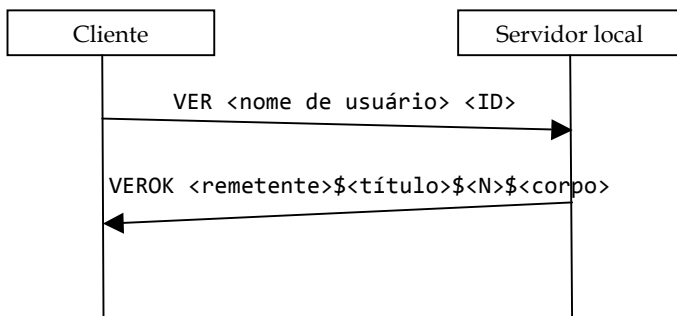 Cliente
Servidor local
VER <nome de usuário> <ID>
VEROK <remetente>$<título>$<N>$<corpo>